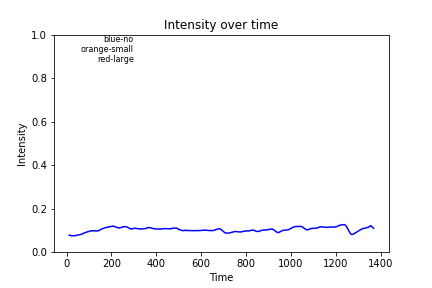 Intensity over time
blue-no
orange-small
red-large
1.0
0.8
0.6
0.4
0.2
0.0
Intensity
0 200 400 600 800 1000 1200 1400
Time